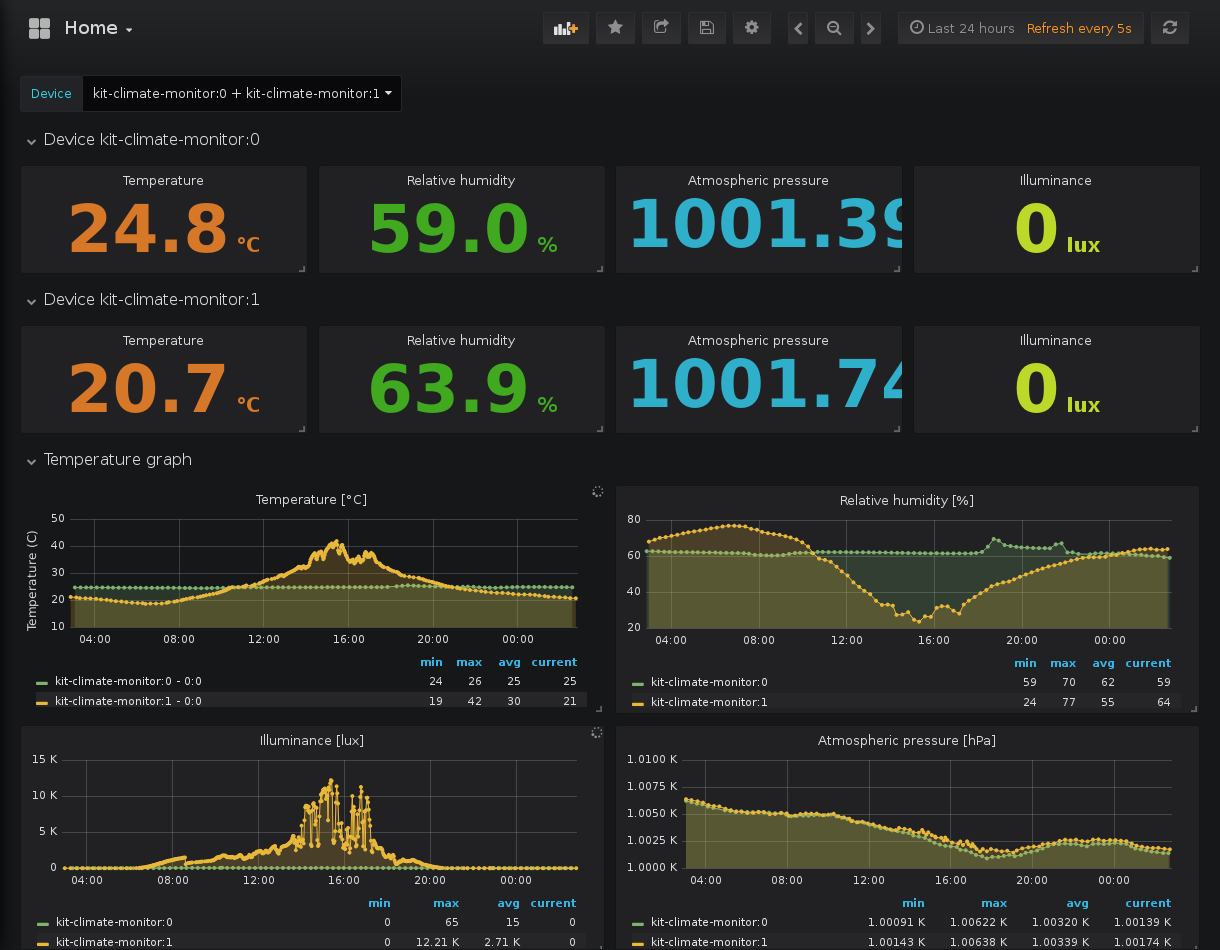 Home
Last 24 hours Refresh every 5s
Device kit-climate-monitor:0 + kit-climate-monitor:1
Device kit-climate-monitor:0
Temperature Relative humidity Atmospheric pressure Illuminance
24.8 °C 59.0 % 1001.39 0 lux
Device kit-climate-monitor:1
Temperature Relative humidity Atmospheric pressure Illuminance
20.7 °C 63.9 % 1001.74 0 lux
Temperature graph
Temperature [°C]
Temperature (C)
50
40
30
20
10
04:00 08:00 12:00 16:00 20:00 00:00
min max avg current
kit-climate-monitor:0 - 0:0 24 26 25 25
kit-climate-monitor:1 - 0:0 19 42 30 21
Relative humidity [%]
80
60
40
20
04:00 08:00 12:00 16:00 20:00 00:00
min max avg current
kit-climate-monitor:0 59 70 62 59
kit-climate-monitor:1 24 77 55 64
Illuminance [lux]
15 K
10 K
5 K
0
04:00 08:00 12:00 16:00 20:00 00:00
min max avg current
kit-climate-monitor:0 0 65 15 0
kit-climate-monitor:1 0 12.21 K 2.71 K 0
Atmospheric pressure [hPa]
1.0100 K
1.0075 K
1.0050 K
1.0025 K
1.0000 K
04:00 08:00 12:00 16:00 20:00 00:00
min max avg current
kit-climate-monitor:0 1.00091 K 1.00622 K 1.00320 K 1.00139 K
kit-climate-monitor:1 1.00143 K 1.00638 K 1.00339 K 1.00174 K